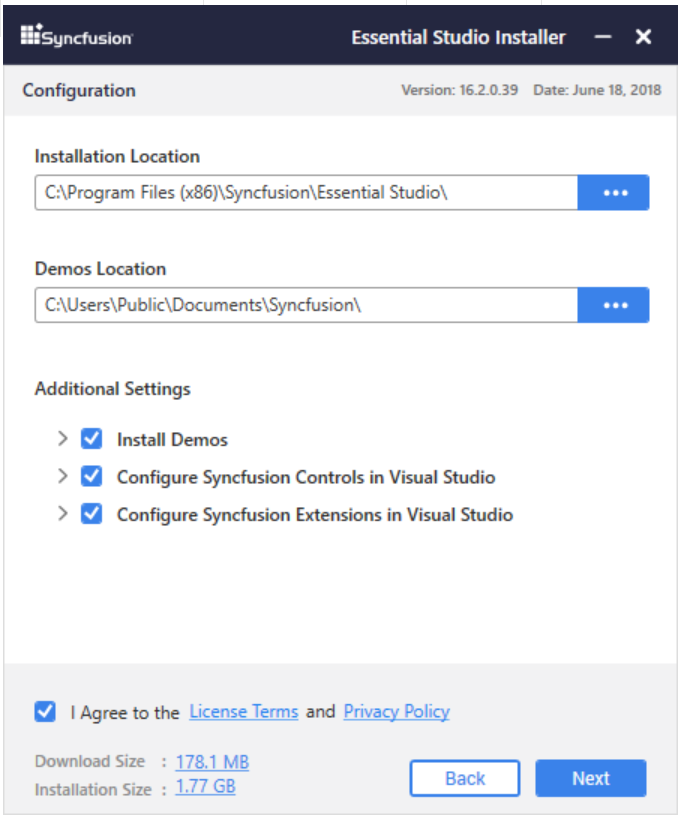 Syncfusion Essential Studio Installer
Configuration Version: 16.2.0.39 Date: June 18, 2018
Installation Location
C:\Program Files (x86)\Syncfusion\Essential Studio\
Demos Location
C:\Users\Public\Documents\Syncfusion\
Additional Settings
Install Demos
Configure Syncfusion Controls in Visual Studio
Configure Syncfusion Extensions in Visual Studio
I Agree to the License Terms and Privacy Policy
Download Size : 178.1 MB
Installation Size : 1.77 GB
Back Next